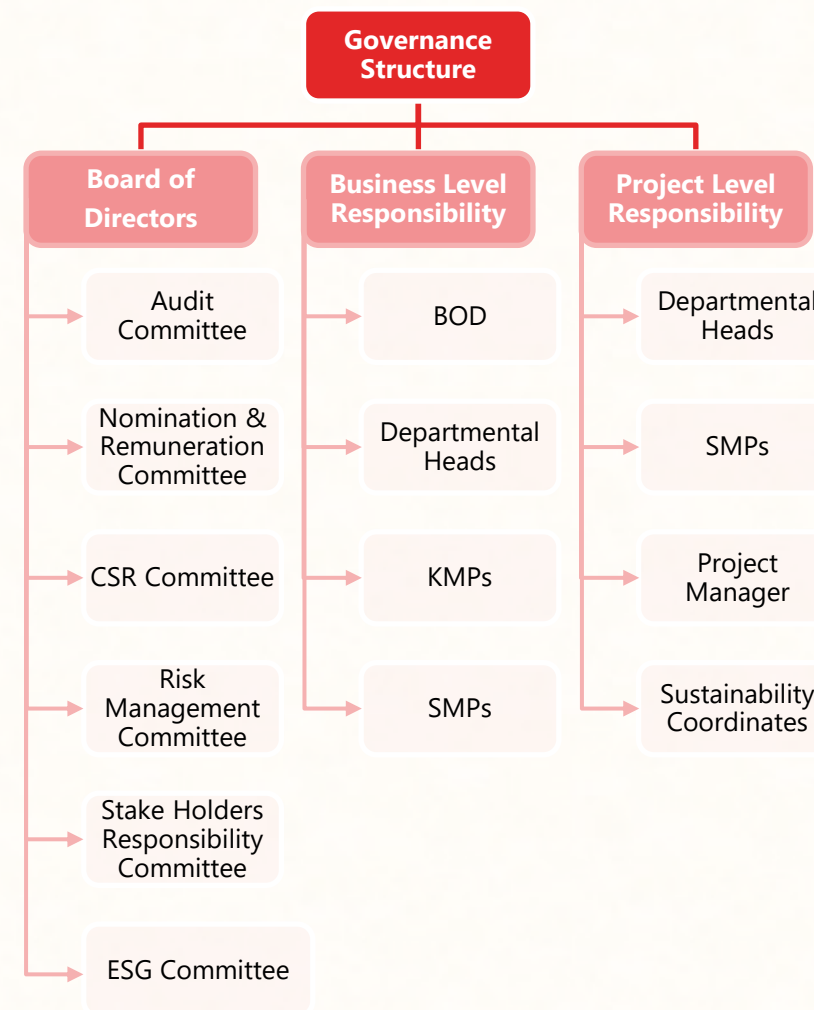 Governance
Structure
Board of
Directors
Audit
Committee
Nomination &
Remuneration
Committee
CSR Committee
Risk
Management
Committee
Stake Holders
Responsibility
Committee
ESG Committee
Business Level
Responsibility
BOD
Departmental
Heads
KMPs
SMPs
Project Level
Responsibility
Departmental
Heads
SMPs
Project
Manager
Sustainability
Coordinates